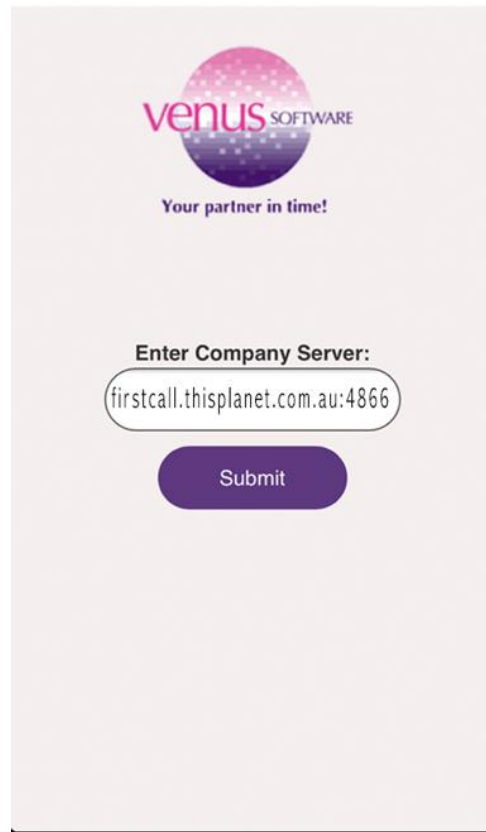 venus SOFTWARE
Your partner in time!
Enter Company Server:
firstcall.thisplanet.com.au:4866
Submit